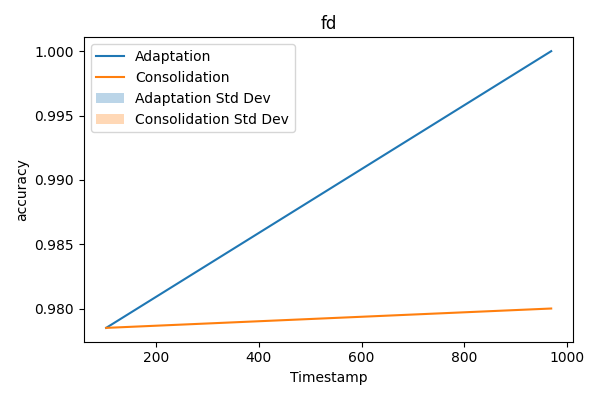 fd
Adaptation
Consolidation
Adaptation Std Dev
Consolidation Std Dev
1.000
0.995
0.990
0.985
0.980
accuracy
200
400
600
800
1000
Timestamp